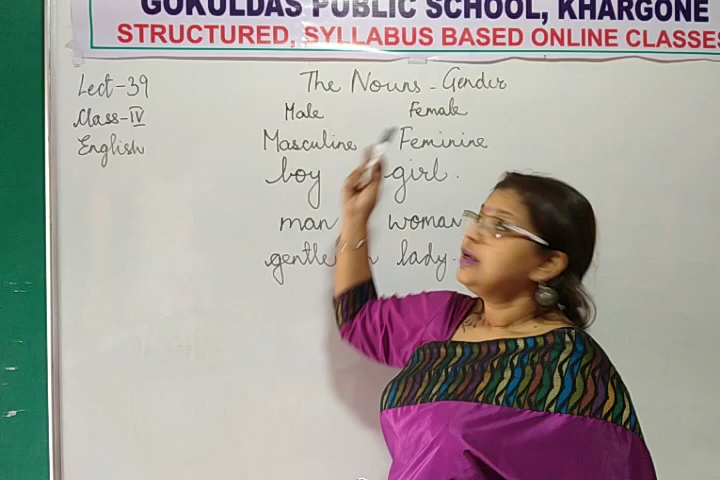 GOKULDAS PUBLIC SCHOOL, KHARGONE
STRUCTURED, SYLLABUS BASED ONLINE CLASSES
Lect-39
Class-IV
English
The Nouns - Gender
Male Female
Masculine Feminine
boy girl.
man woman
gentle lady.